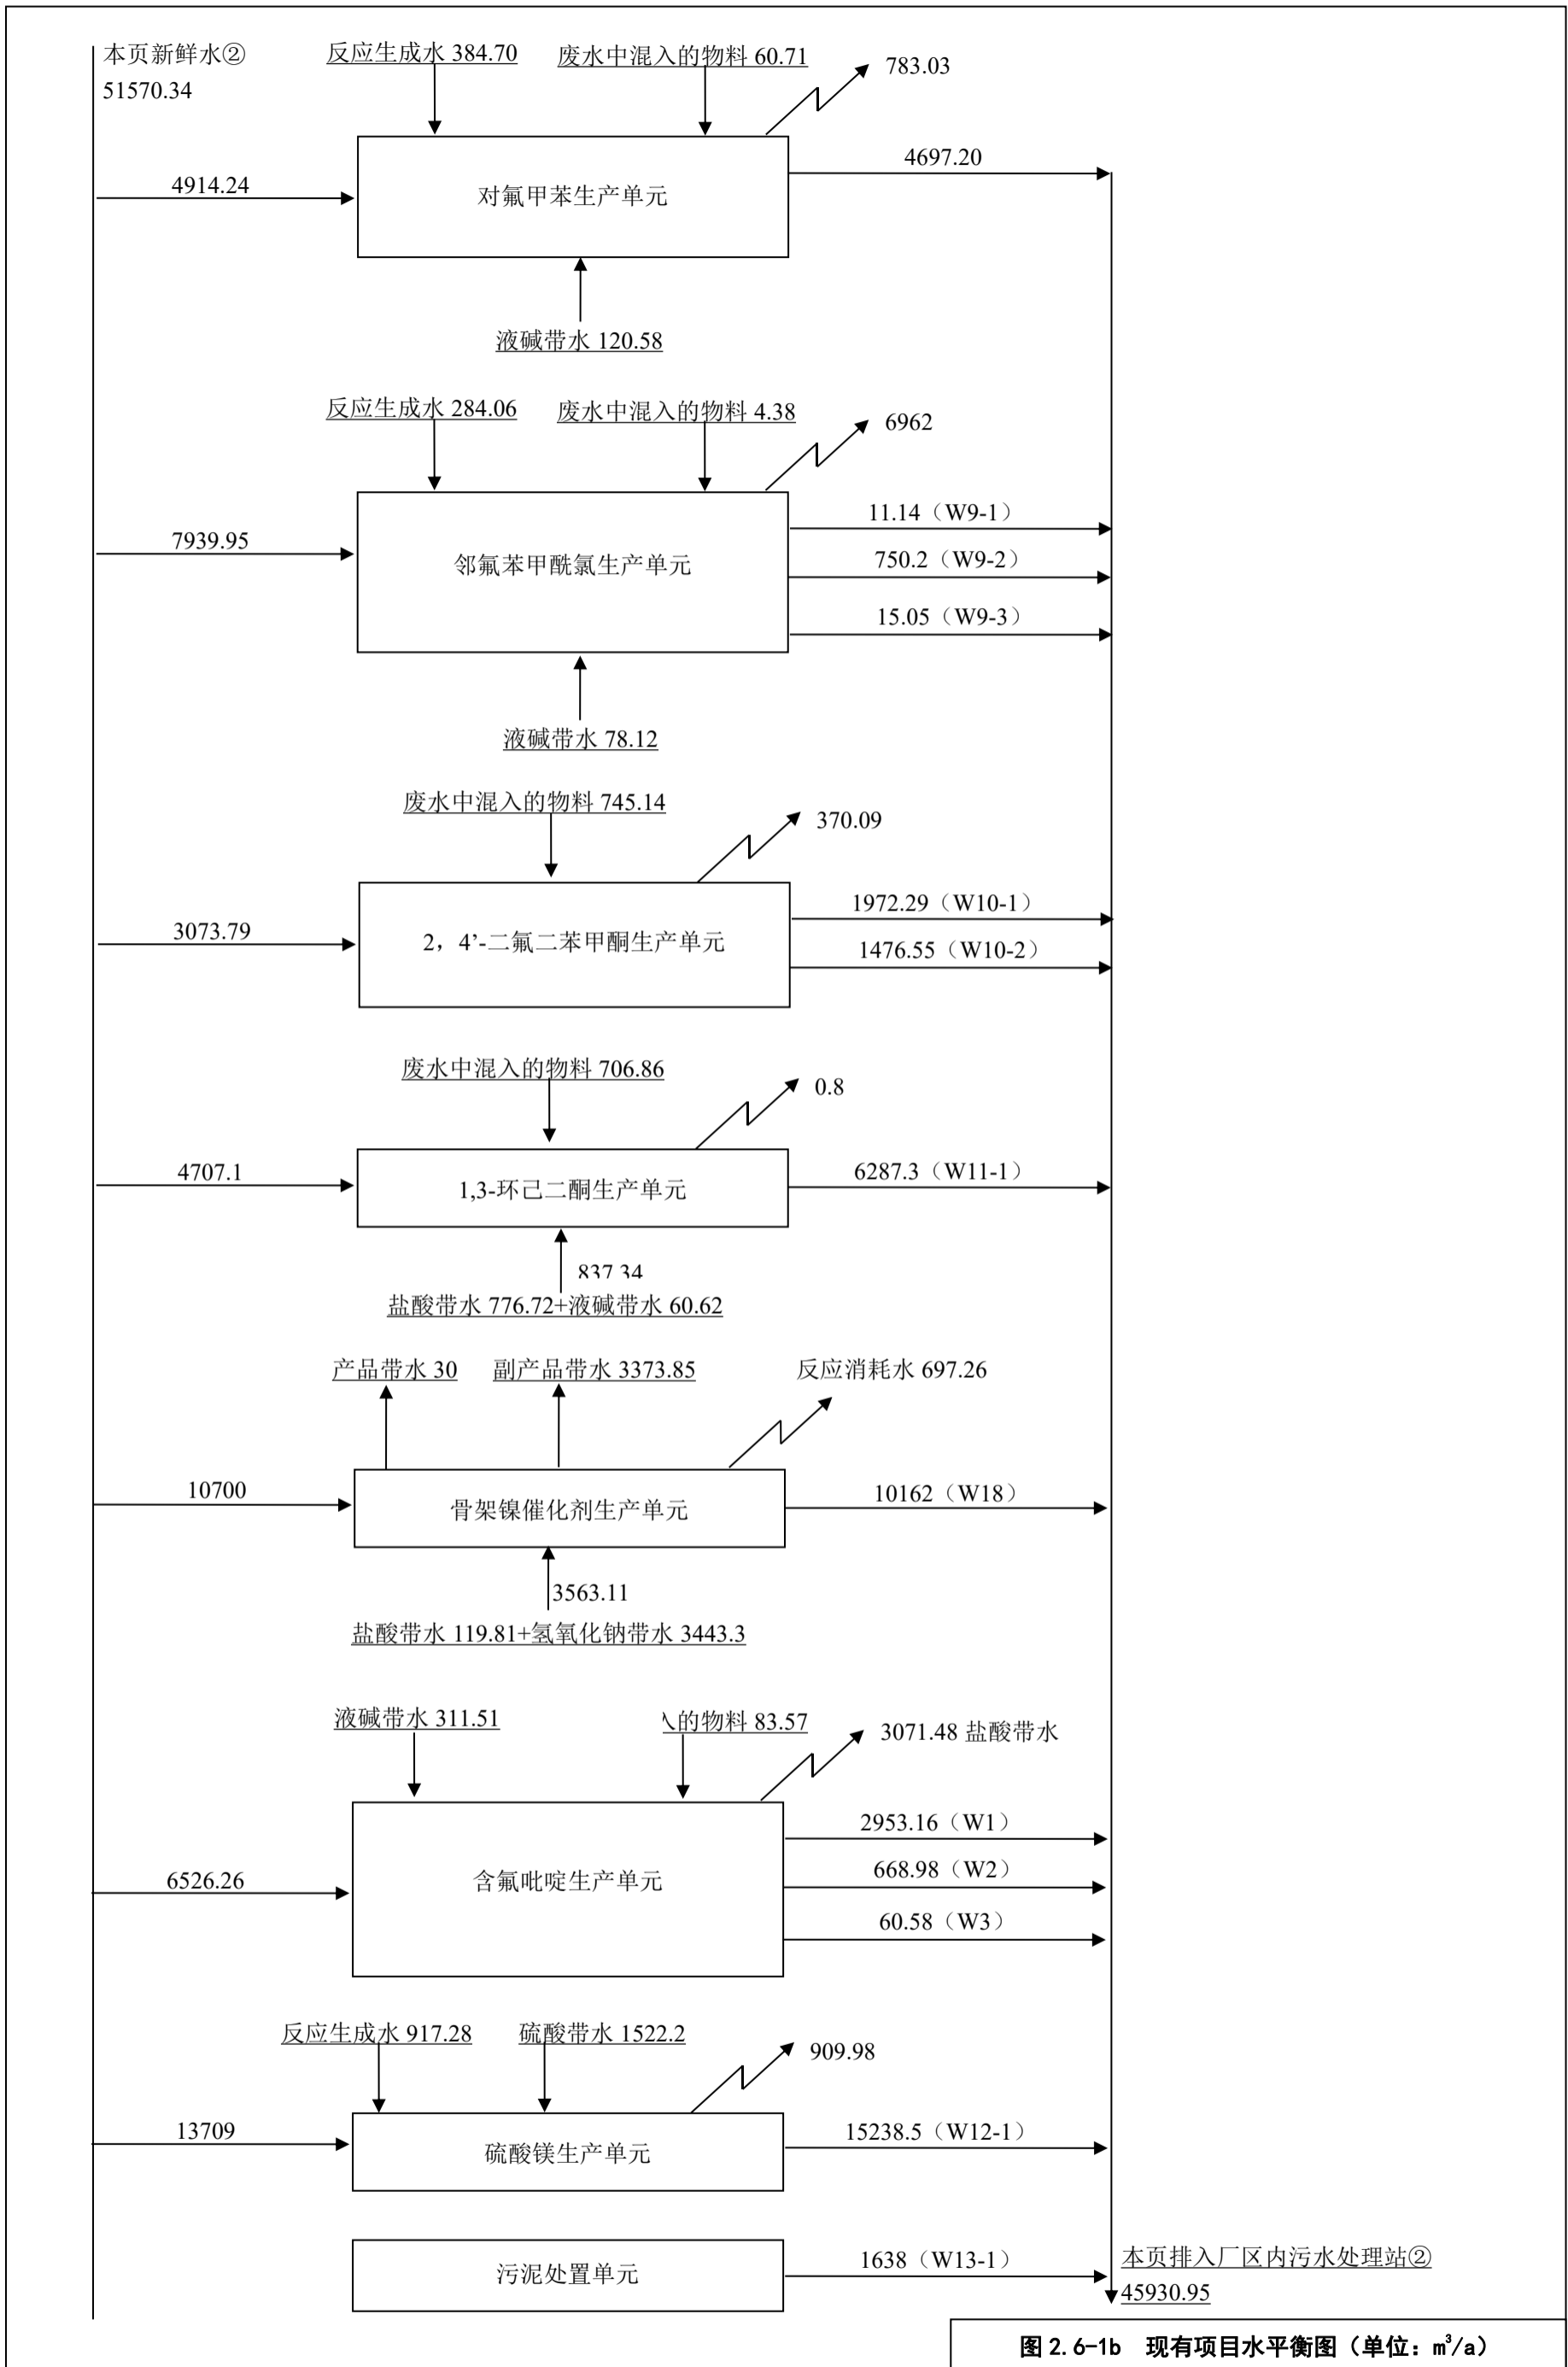 本页新鲜水②
51570.34
反应生成水 384.70
废水中混入的物料 60.71
783.03
4914.24
对氟甲苯生产单元
4697.20
液碱带水 120.58
反应生成水 284.06
废水中混入的物料 4.38
6962
7939.95
邻氟苯甲酰氯生产单元
11.14（W9-1）
750.2（W9-2）
15.05（W9-3）
液碱带水 78.12
废水中混入的物料 745.14
370.09
3073.79
2，4’-二氟二苯甲酮生产单元
1972.29（W10-1）
1476.55（W10-2）
废水中混入的物料 706.86
0.8
4707.1
1,3-环己二酮生产单元
6287.3（W11-1）
837.34
盐酸带水 776.72+液碱带水 60.62
产品带水 30
副产品带水 3373.85
反应消耗水 697.26
10700
骨架镍催化剂生产单元
10162（W18）
3563.11
盐酸带水 119.81+氢氧化钠带水 3443.3
液碱带水 311.51
的物料 83.57
3071.48 盐酸带水
6526.26
含氟吡啶生产单元
2953.16（W1）
668.98（W2）
60.58（W3）
反应生成水 917.28
硫酸带水 1522.2
909.98
13709
硫酸镁生产单元
15238.5（W12-1）
污泥处置单元
1638（W13-1）
本页排入厂区内污水处理站②
45930.95
图 2.6-1b 现有项目水平衡图（单位：m³/a）